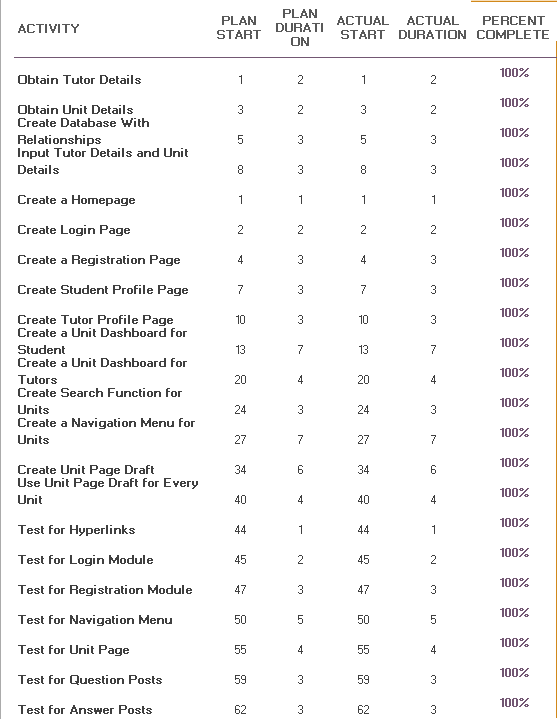 ACTIVITY PLAN START PLAN DURATI ON ACTUAL START ACTUAL DURATION PERCENT COMPLETE
Obtain Tutor Details 1 2 1 2 100%
Obtain Unit Details 3 2 3 2 100%
Create Database With
Relationships 5 3 5 3 100%
Input Tutor Details and Unit
Details 8 3 8 3 100%
Create a Homepage 1 1 1 1 100%
Create Login Page 2 2 2 2 100%
Create a Registration Page 4 3 4 3 100%
Create Student Profile Page 7 3 7 3 100%
Create Tutor Profile Page 10 3 10 3 100%
Create a Unit Dashboard for
Student 13 7 13 7 100%
Create a Unit Dashboard for
Tutors 20 4 20 4 100%
Create Search Function for
Units 24 3 24 3 100%
Create a Navigation Menu for
Units 27 7 27 7 100%
Create Unit Page Draft 34 6 34 6 100%
Use Unit Page Draft for Every
Unit 40 4 40 4 100%
Test for Hyperlinks 44 1 44 1 100%
Test for Login Module 45 2 45 2 100%
Test for Registration Module 47 3 47 3 100%
Test for Navigation Menu 50 5 50 5 100%
Test for Unit Page 55 4 55 4 100%
Test for Question Posts 59 3 59 3 100%
Test for Answer Posts 62 3 62 3 100%